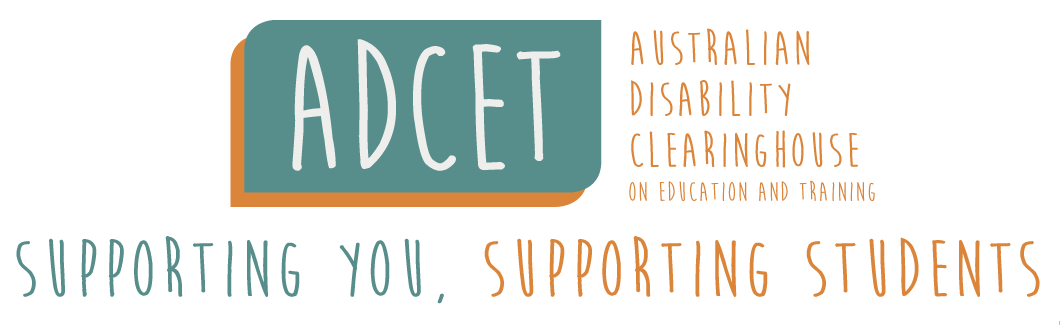 ADCET
AUSTRALIAN
DISABILITY
CLEARINGHOUSE
ON EDUCATION AND TRAINING
SUPPORTING YOU, SUPPORTING STUDENTS